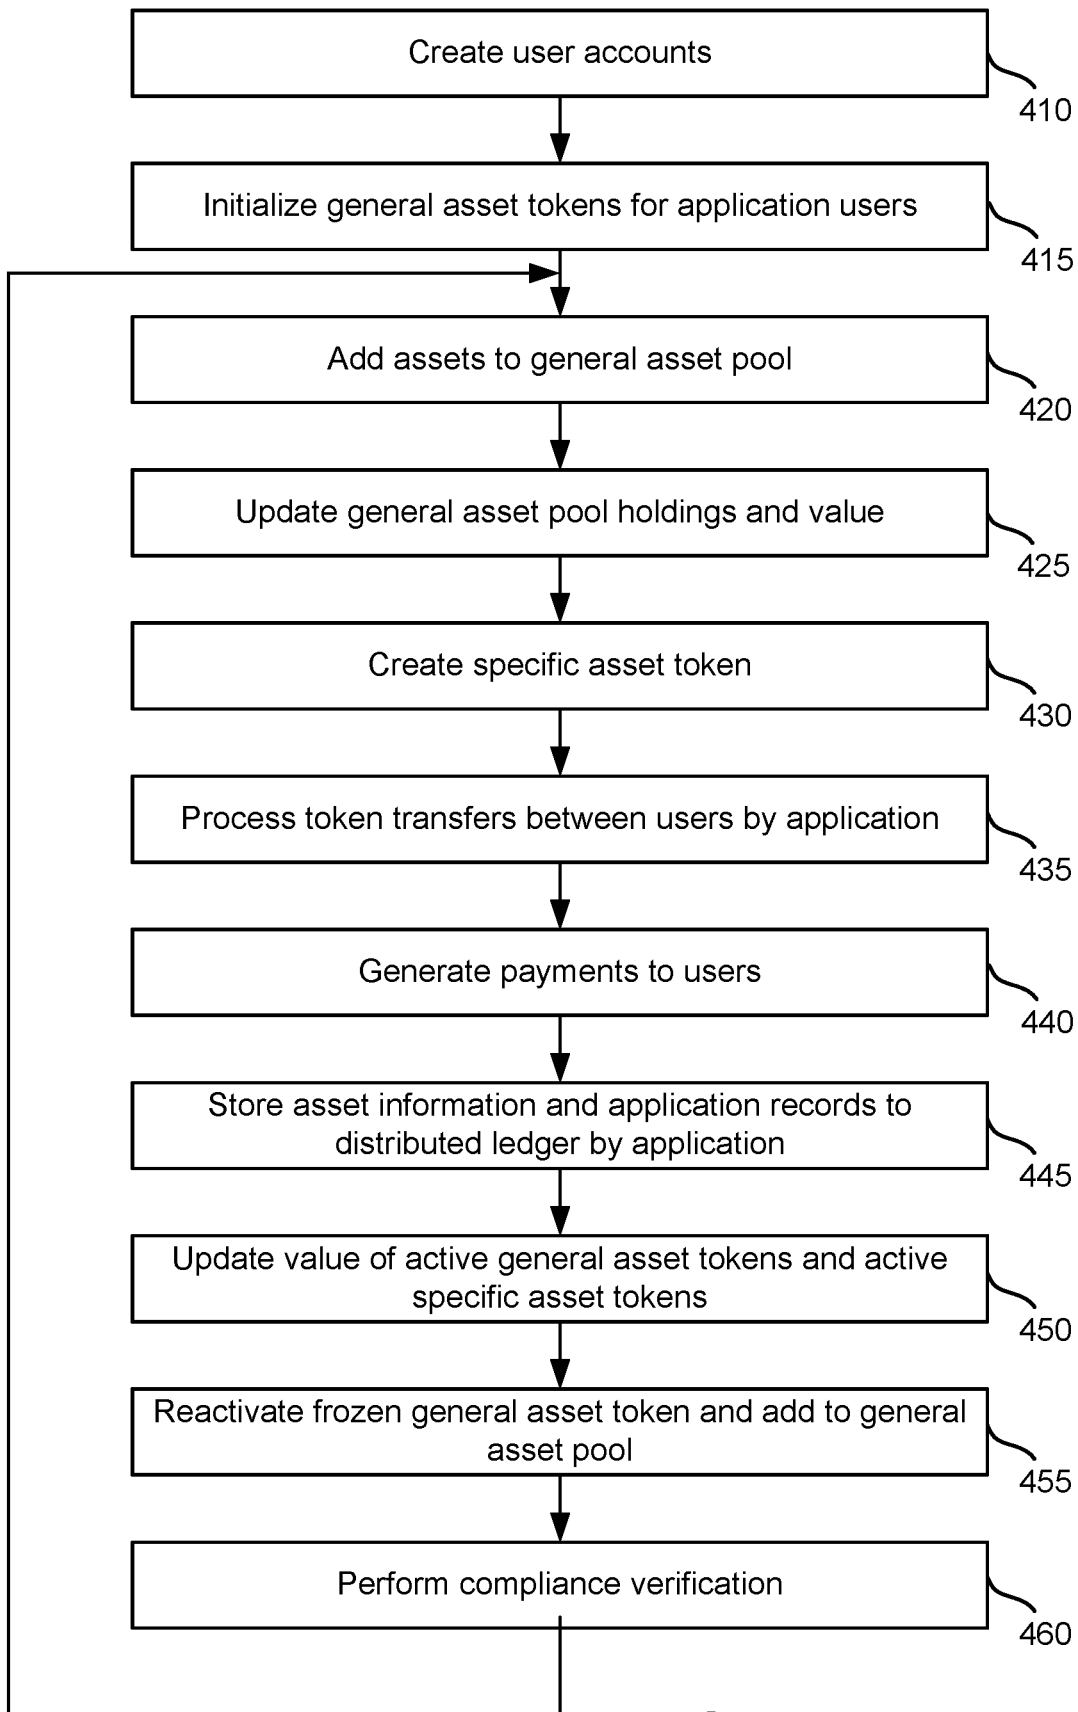 Create user accounts
410
Initialize general asset tokens for application users
415
Add assets to general asset pool
420
Update general asset pool holdings and value
425
Create specific asset token
430
Process token transfers between users by application
435
Generate payments to users
440
Store asset information and application records to
distributed ledger by application
445
Update value of active general asset tokens and active
specific asset tokens
450
Reactivate frozen general asset token and add to general
asset pool
455
Perform compliance verification
460